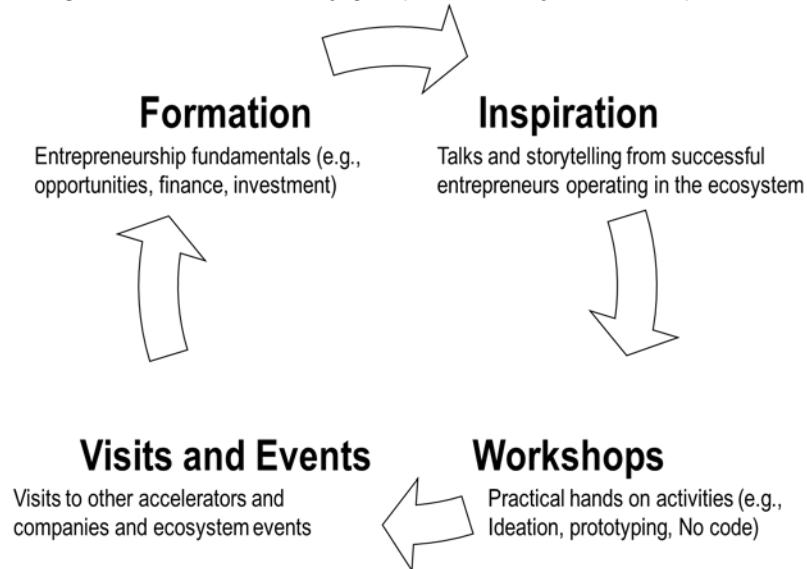 Formation
Entrepreneurship fundamentals (e.g.,
opportunities, finance, investment)
Inspiration
Talks and storytelling from successful
entrepreneurs operating in the ecosystem
Workshops
Practical hands on activities (e.g.,
Ideation, prototyping, No code)
Visits and Events
Visits to other accelerators and
companies and ecosystem events